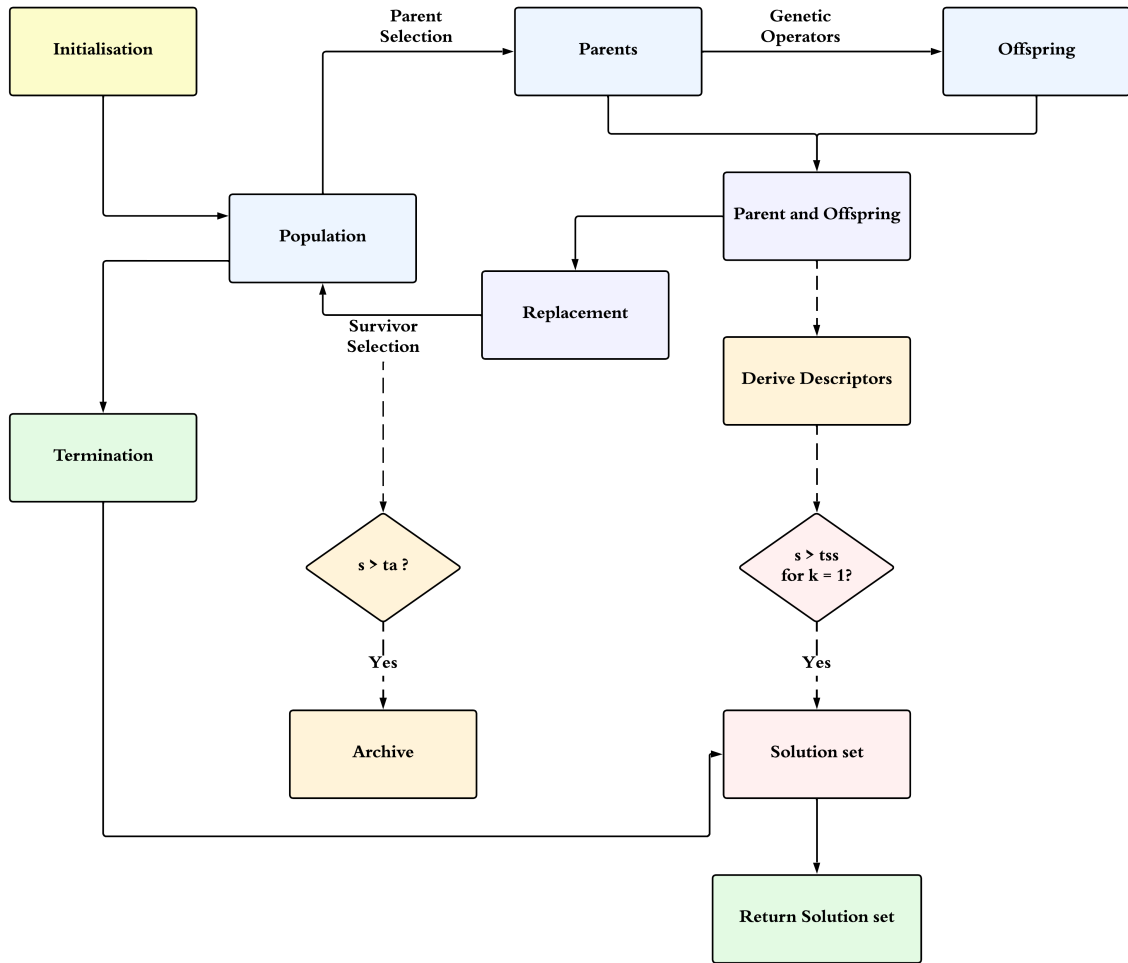 Initialisation
Parent
Selection
Parents
Genetic
Operators
Offspring
Population
Parent and Offspring
Replacement
Survivor
Selection
Derive Descriptors
Termination
s > ta ?
s > tss
for k = 1?
Yes
Yes
Archive
Solution set
Return Solution set